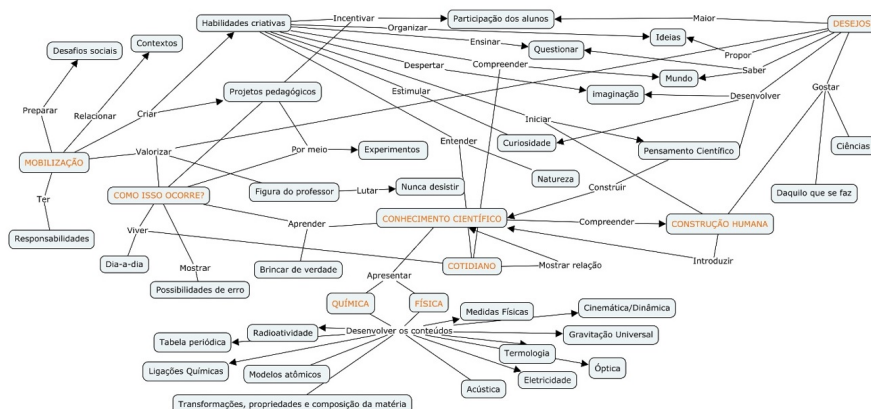 Habilidades criativas
Incentivar
Participação dos alunos
Maior
DESEJOS
Organizar
Ideias
Desafios sociais
Contextos
Ensinar
Questionar
Propor
Despertar
Compreender
Mundo
Saber
Projetos pedagógicos
Estimular
Imaginação
Desenvolver
Gostar
Preparar
Relacionar
Criar
Iniciar
Entender
Curiosidade
Pensamento Científico
Ciências
MOBILIZAÇÃO
Valorizar
Por meio
Experimentos
Natureza
Daquilo que se faz
COMO ISSO OCORRE?
Figura do professor
Lutar
Nunca desistir
Construir
Ter
Responsabilidades
Viver
Aprender
CONHECIMENTO CIENTÍFICO
Compreender
CONSTRUÇÃO HUMANA
Dia-a-dia
Mostrar
Brincar de verdade
COTIDIANO
Mostrar relação
Introduzir
Possibilidades de erro
Apresentar
QUÍMICA
FÍSICA
Medidas Físicas
Cinemática/Dinâmica
Radioatividade
Desenvolver os conteúdos
Gravitação Universal
Tabela periódica
Termologia
Ligações Químicas
Modelos atômicos
Eletricidade
Óptica
Acústica
Transformações, propriedades e composição da matéria